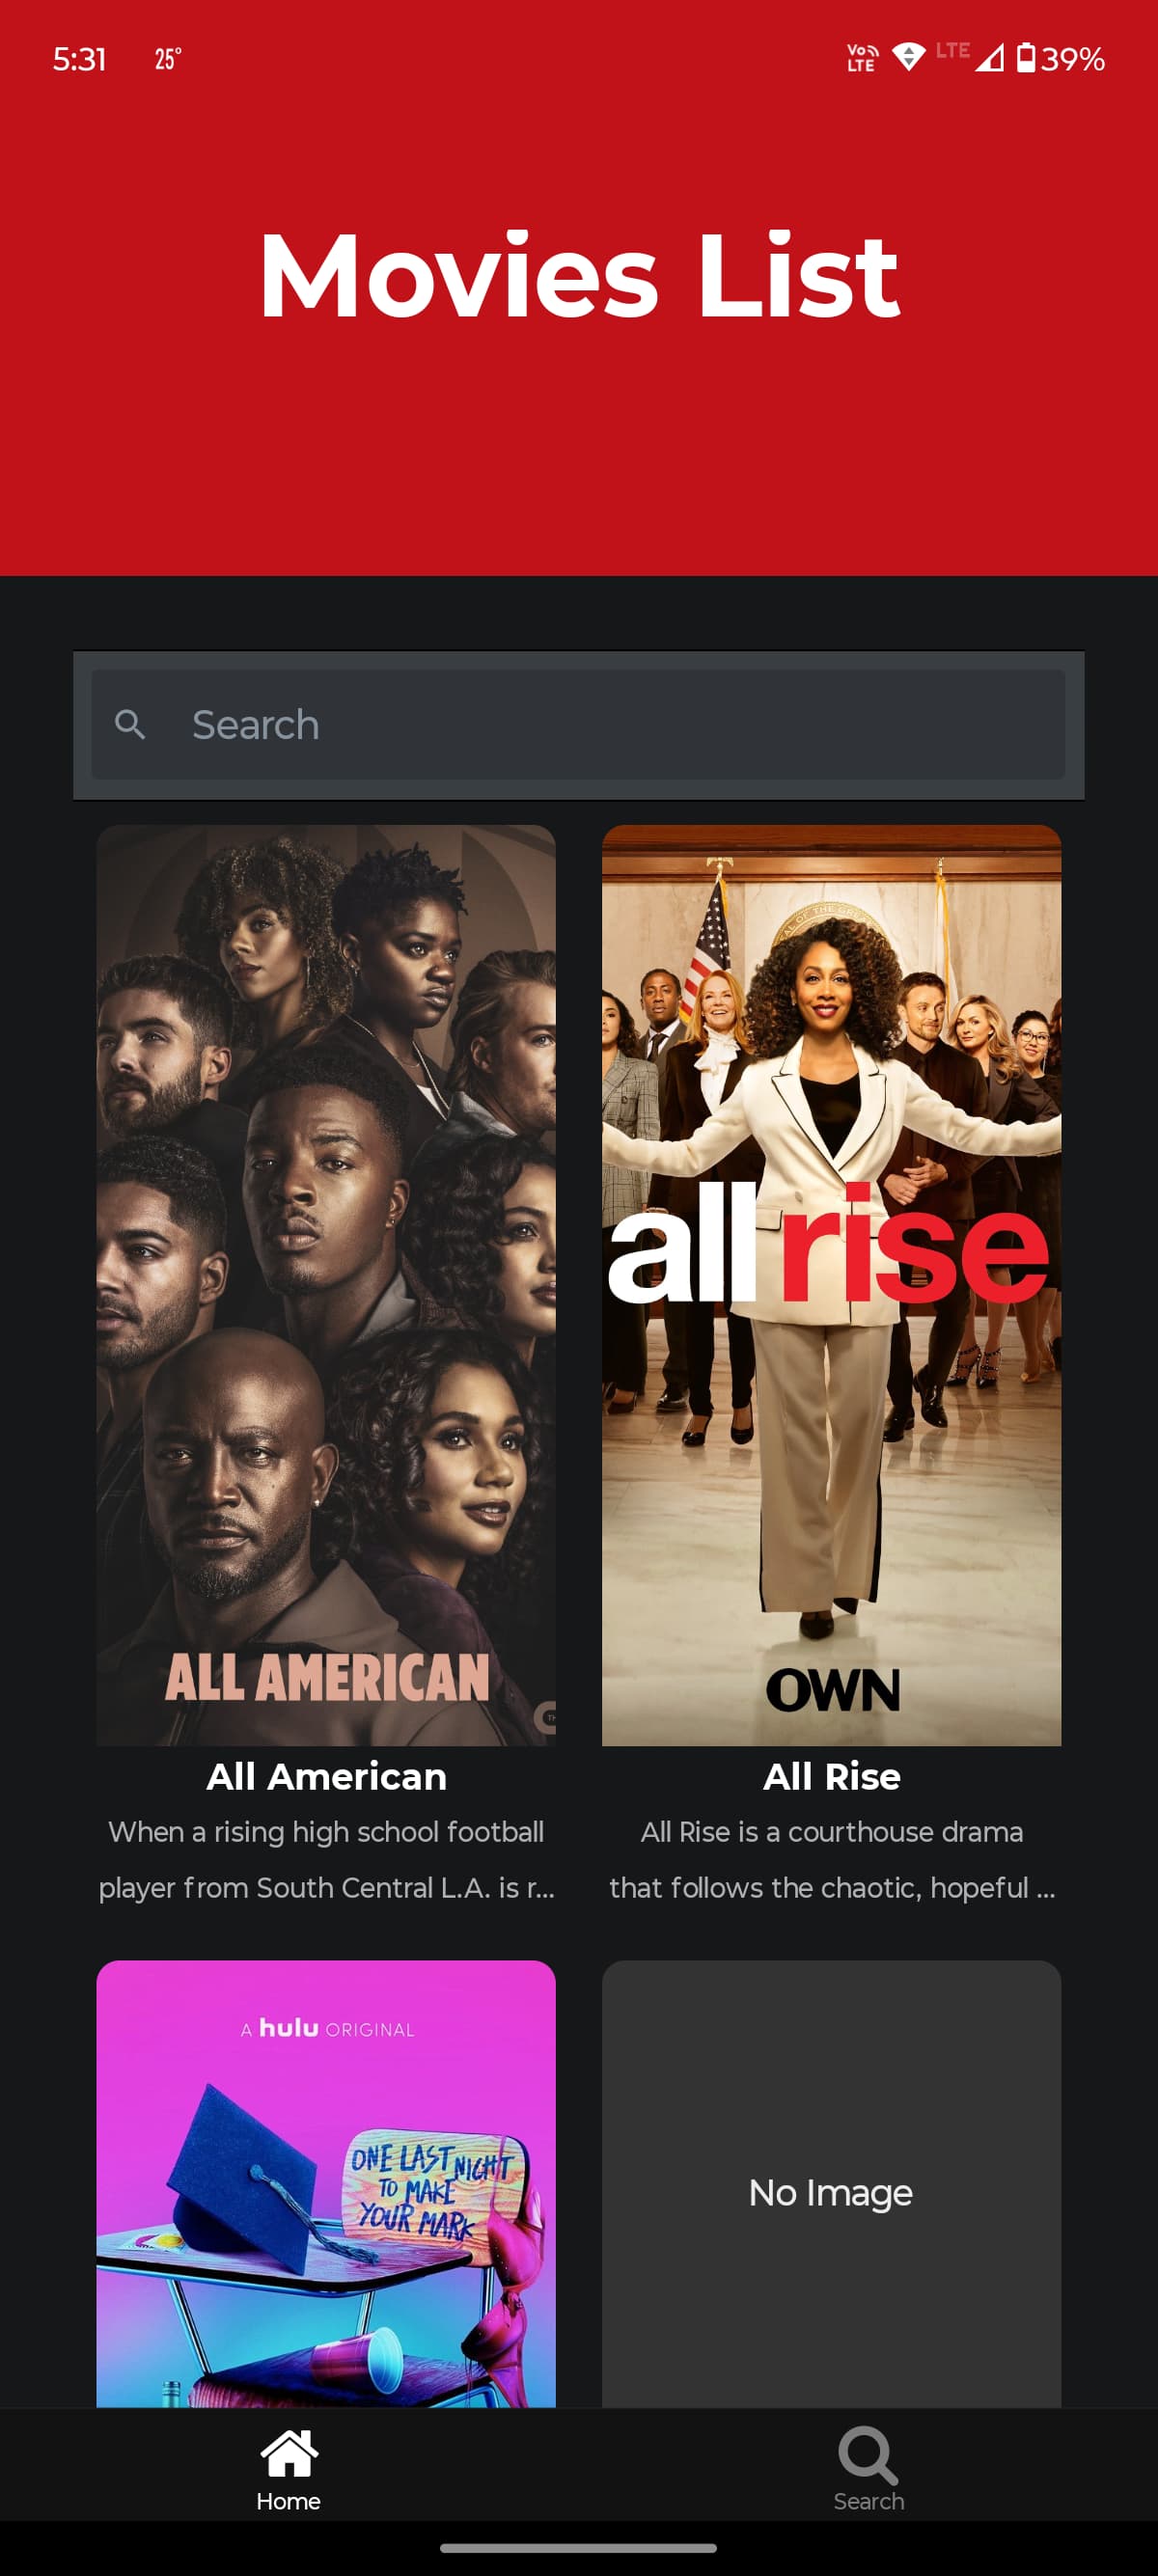 5:31 25° Vo LTE LTE 39%
Movies List
Search
all rise
ALL AMERICAN
OWN
All American
All Rise
When a rising high school football
player from South Central L.A. is r...
All Rise is a courthouse drama
that follows the chaotic, hopeful ...
A hulu ORIGINAL
ONE LAST NIGHT
TO MAKE
YOUR MARK
No Image
Home
Search